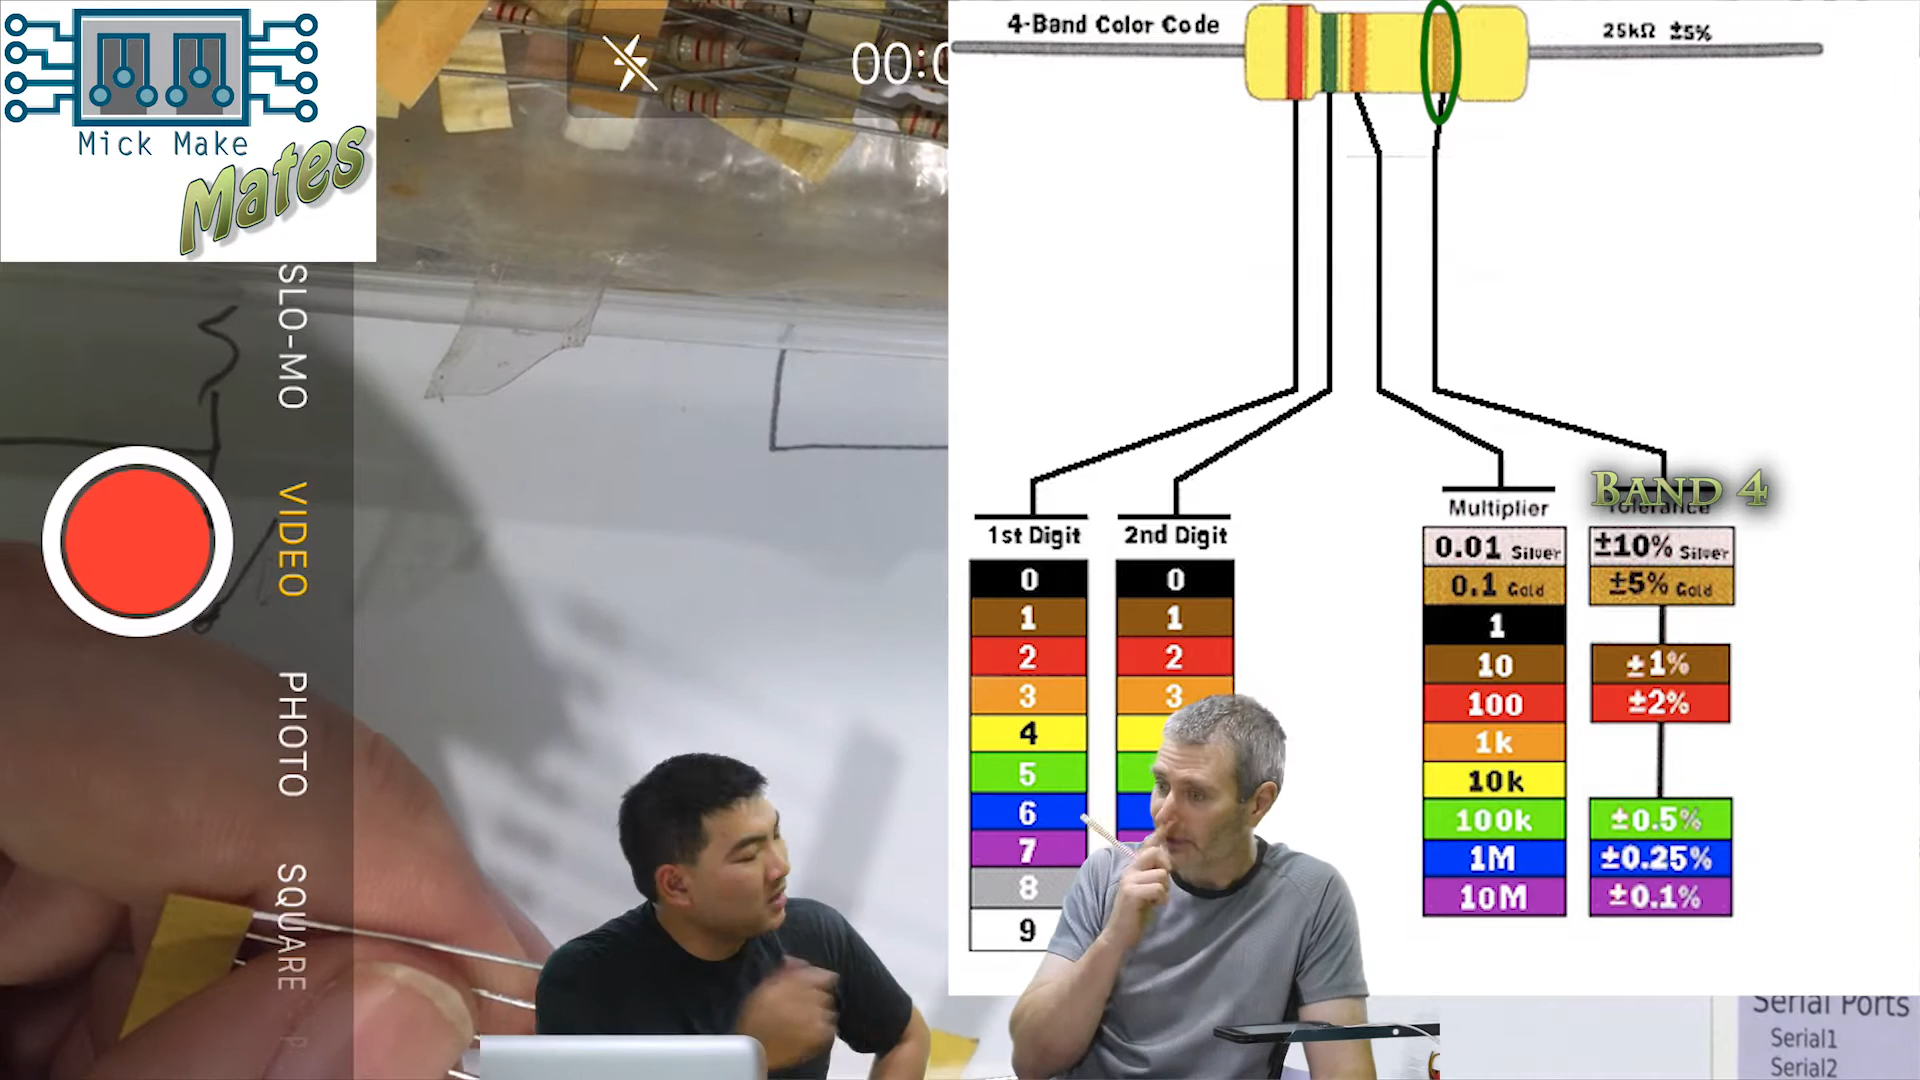 Mick Make
Mates
00:0
SLO-MO
VIDEO
PHOTO
SQUARE
4-Band Color Code
25kΩ ±5%
BAND 4
1st Digit
2nd Digit
Multiplier
Tolerance
0
1
2
3
4
5
6
7
8
9
0
1
2
3
0.01 Silver
0.1 Gold
1
10
100
1k
10k
100k
1M
10M
±10% Silver
±5% Gold
±1%
±2%
±0.5%
±0.25%
±0.1%
Serial Ports
Serial1
Serial2